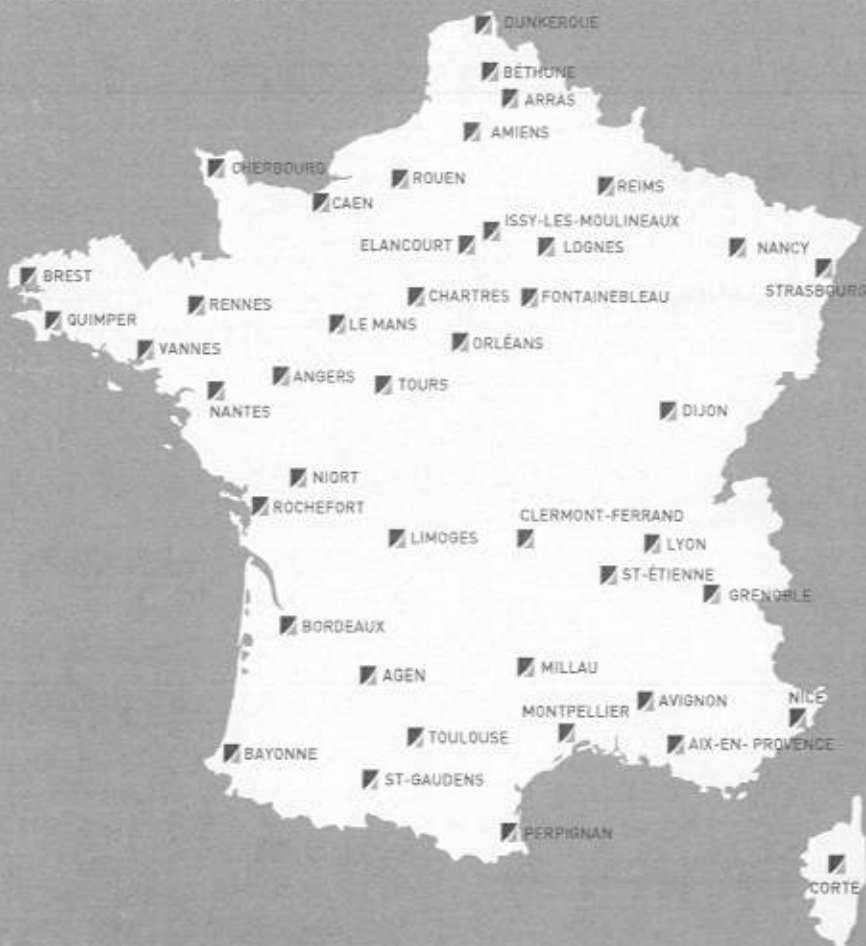 DUNKERQUE
BÉTHUNE
ARRAS
AMIENS
CHERBOURG
ROUEN
REIMS
CAEN
ISSY-LES-MOULINEAUX
ELANCOURT
LOGNES
NANCY
BREST
STRASBOURG
RENNES
CHARTRES
FONTAINEBLEAU
QUIMPER
LE MANS
ORLÉANS
VANNES
ANGERS
TOURS
NANTES
DIJON
NIORT
ROCHEFORT
CLERMONT-FERRAND
LIMOGES
LYON
ST-ÉTIENNE
GRENOBLE
BORDEAUX
AGEN
MILLAU
AVIGNON
NICE
MONTPELLIER
TOULOUSE
AIX-EN- PROVENCE
BAYONNE
ST-GAUDENS
PERPIGNAN
CORTE